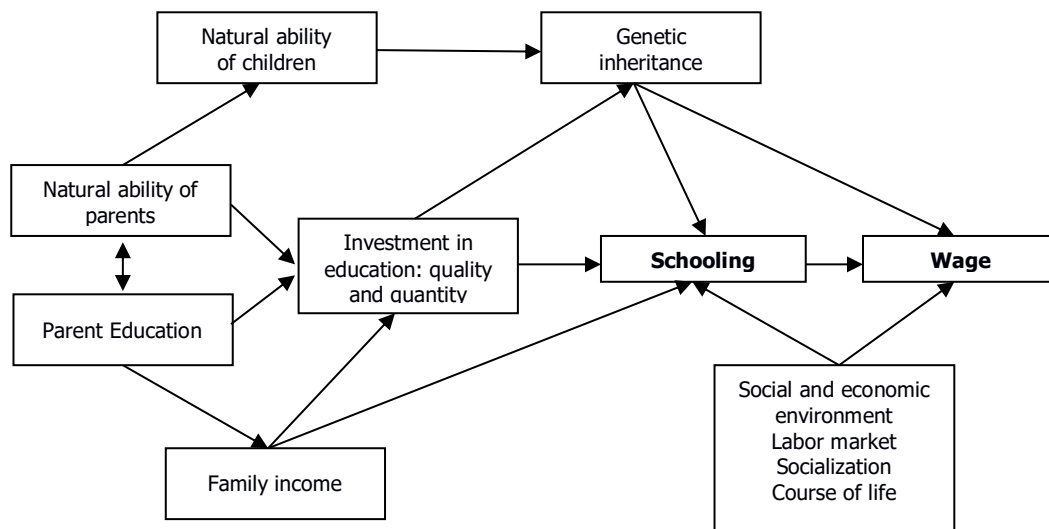 Natural ability
of children
Genetic
inheritance
Natural ability of
parents
Investment in
education: quality
and quantity
Schooling
Wage
Parent Education
Social and economic
environment
Labor market
Socialization
Course of life
Family income